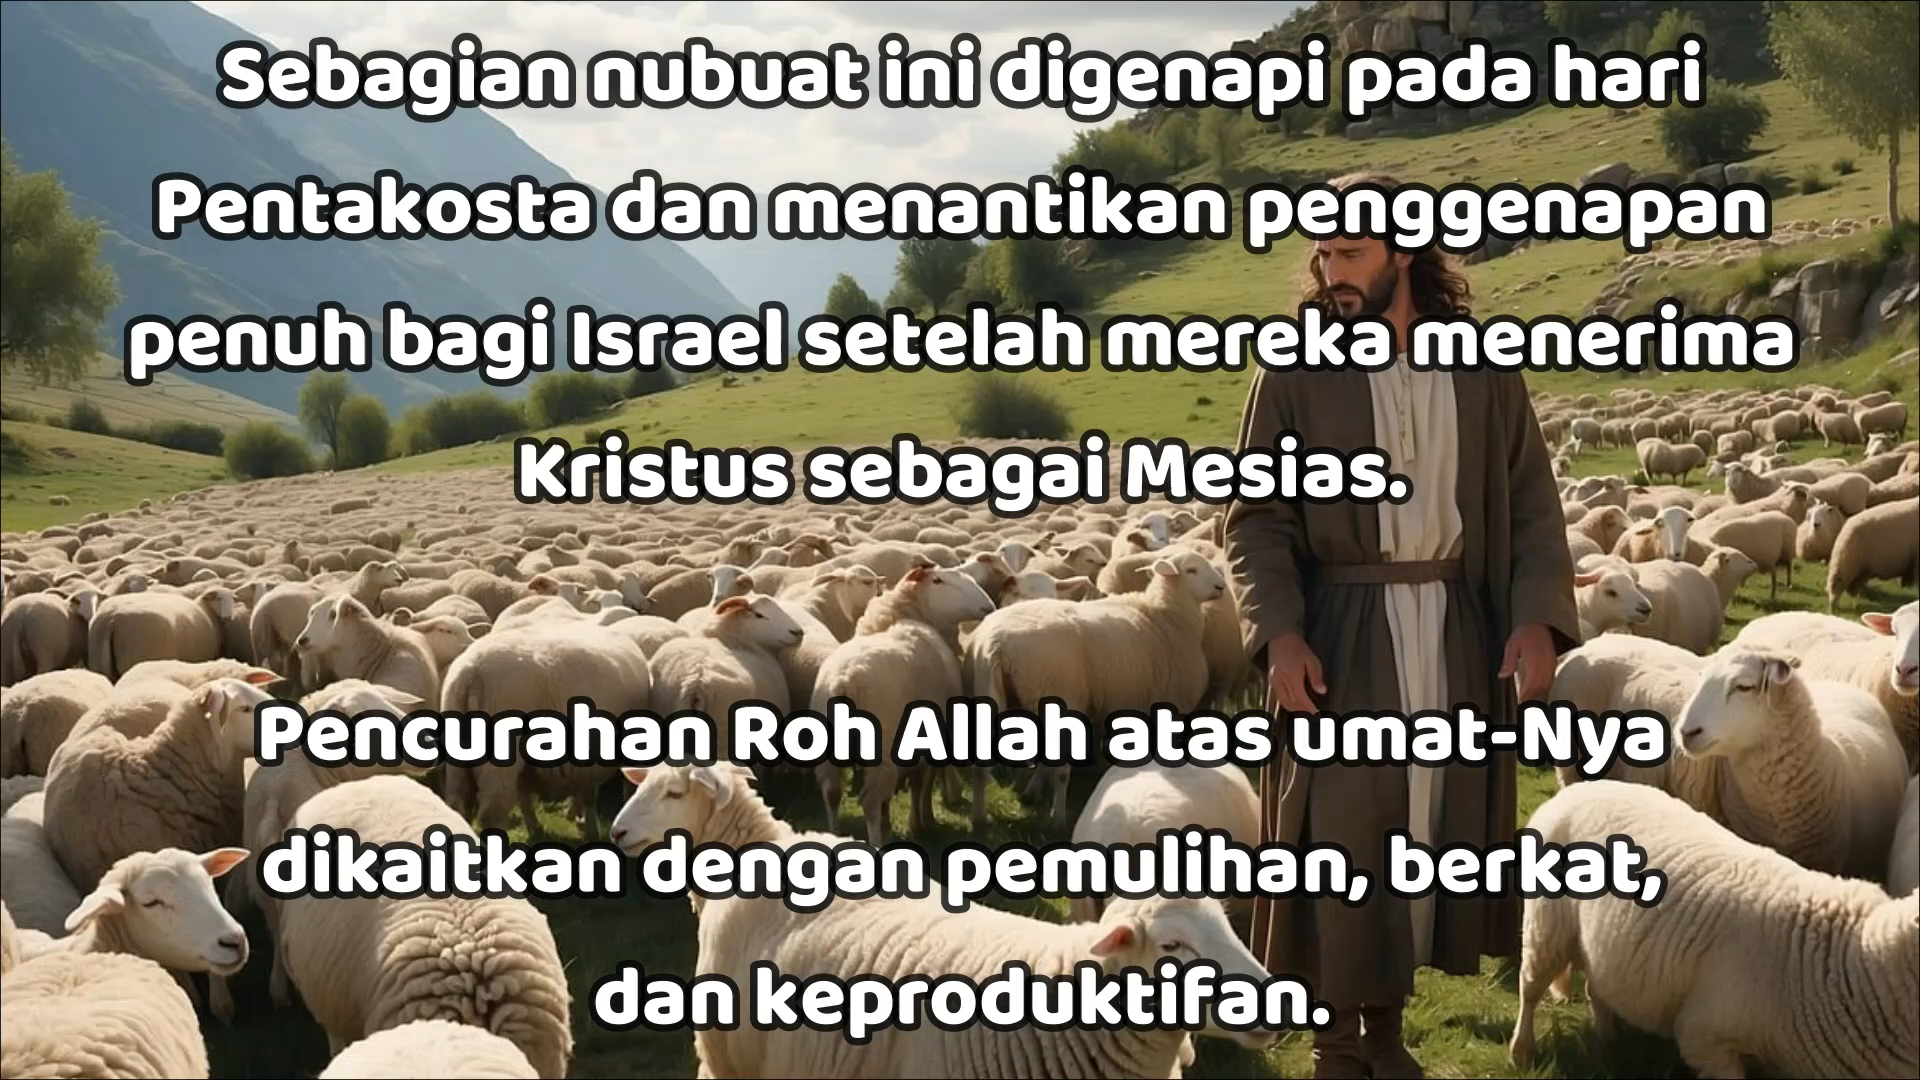 Sebagian nubuat ini digenapi pada hari
Pentakosta dan menantikan penggenapan
penuh bagi Israel setelah mereka menerima
Kristus sebagai Mesias.
Pencurahan Roh Allah atas umat-Nya
dikaitkan dengan pemulihan, berkat,
dan keproduktifan.